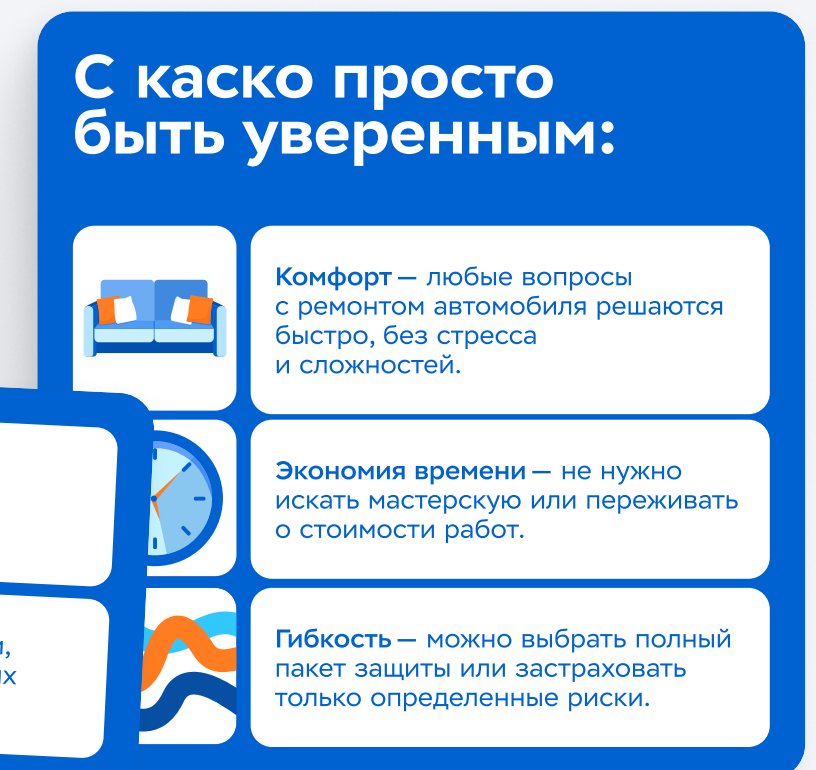 С каско просто
быть уверенным:
Комфорт — любые вопросы
с ремонтом автомобиля решаются
быстро, без стресса
и сложностей.
Экономия времени — не нужно
искать мастерскую или переживать
о стоимости работ.
Гибкость — можно выбрать полный
пакет защиты или застраховать
только определенные риски.